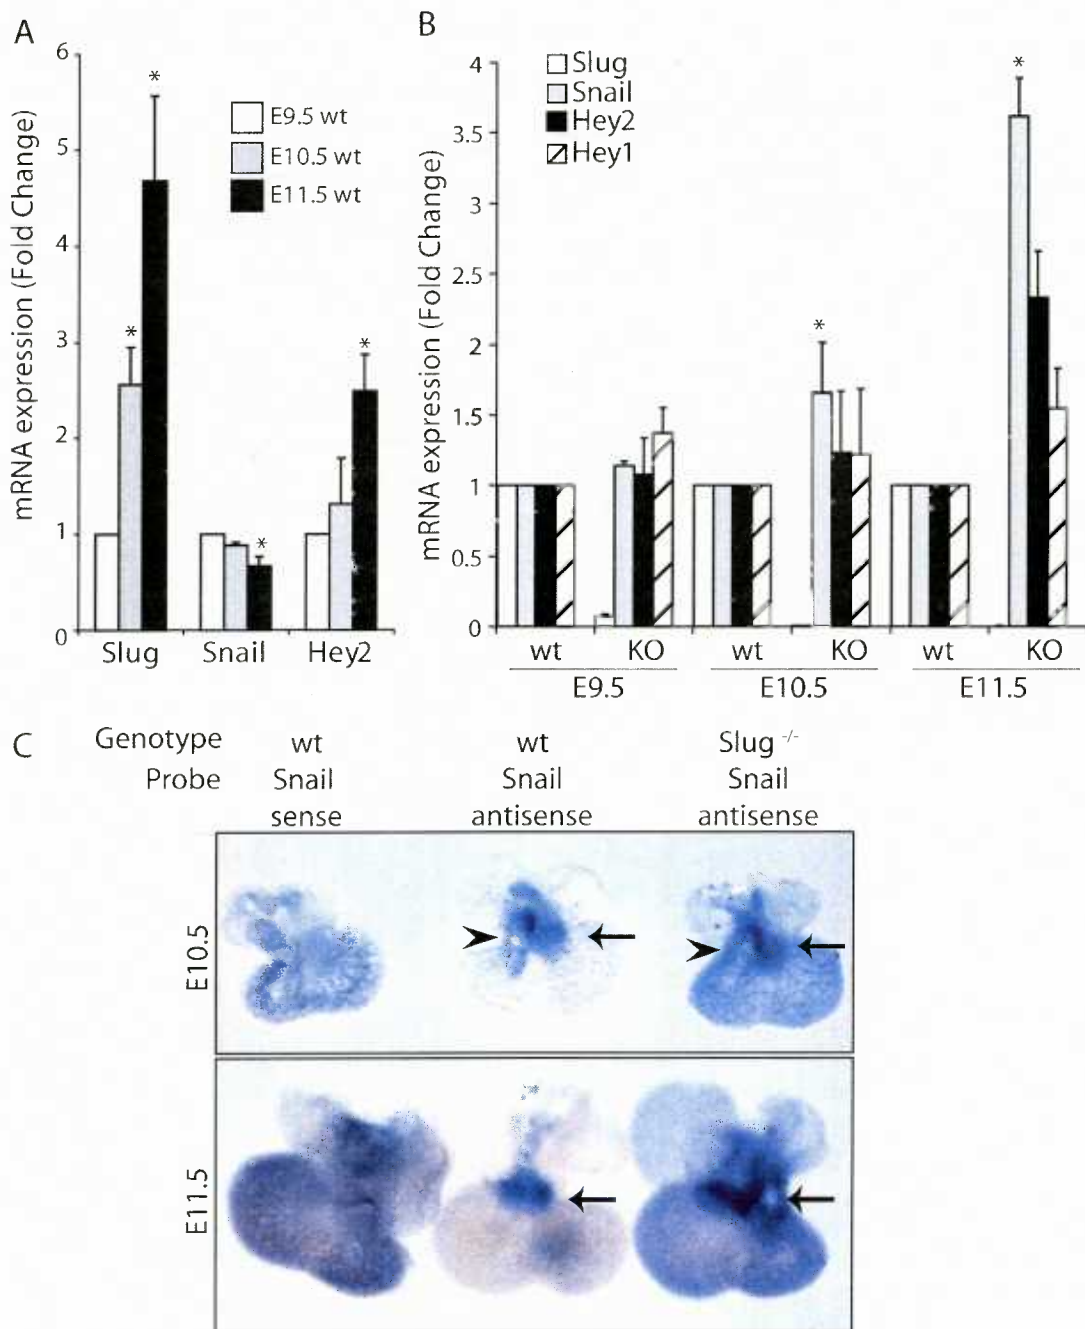 A
mRNA expression (Fold Change)
6
5
4
3
2
1
0
*
*
*
*
E9.5 wt
E10.5 wt
E11.5 wt
Slug Snail Hey2
B
mRNA expression (Fold Change)
4
3.5
3
2.5
2
1.5
1
0.5
0
Slug
Snail
Hey2
Hey1
*
*
wt KO wt KO wt KO
E9.5 E10.5 E11.5
C
Genotype wt wt Slug -/-
Probe Snail Snail Snail
sense antisense antisense
E10.5
E11.5